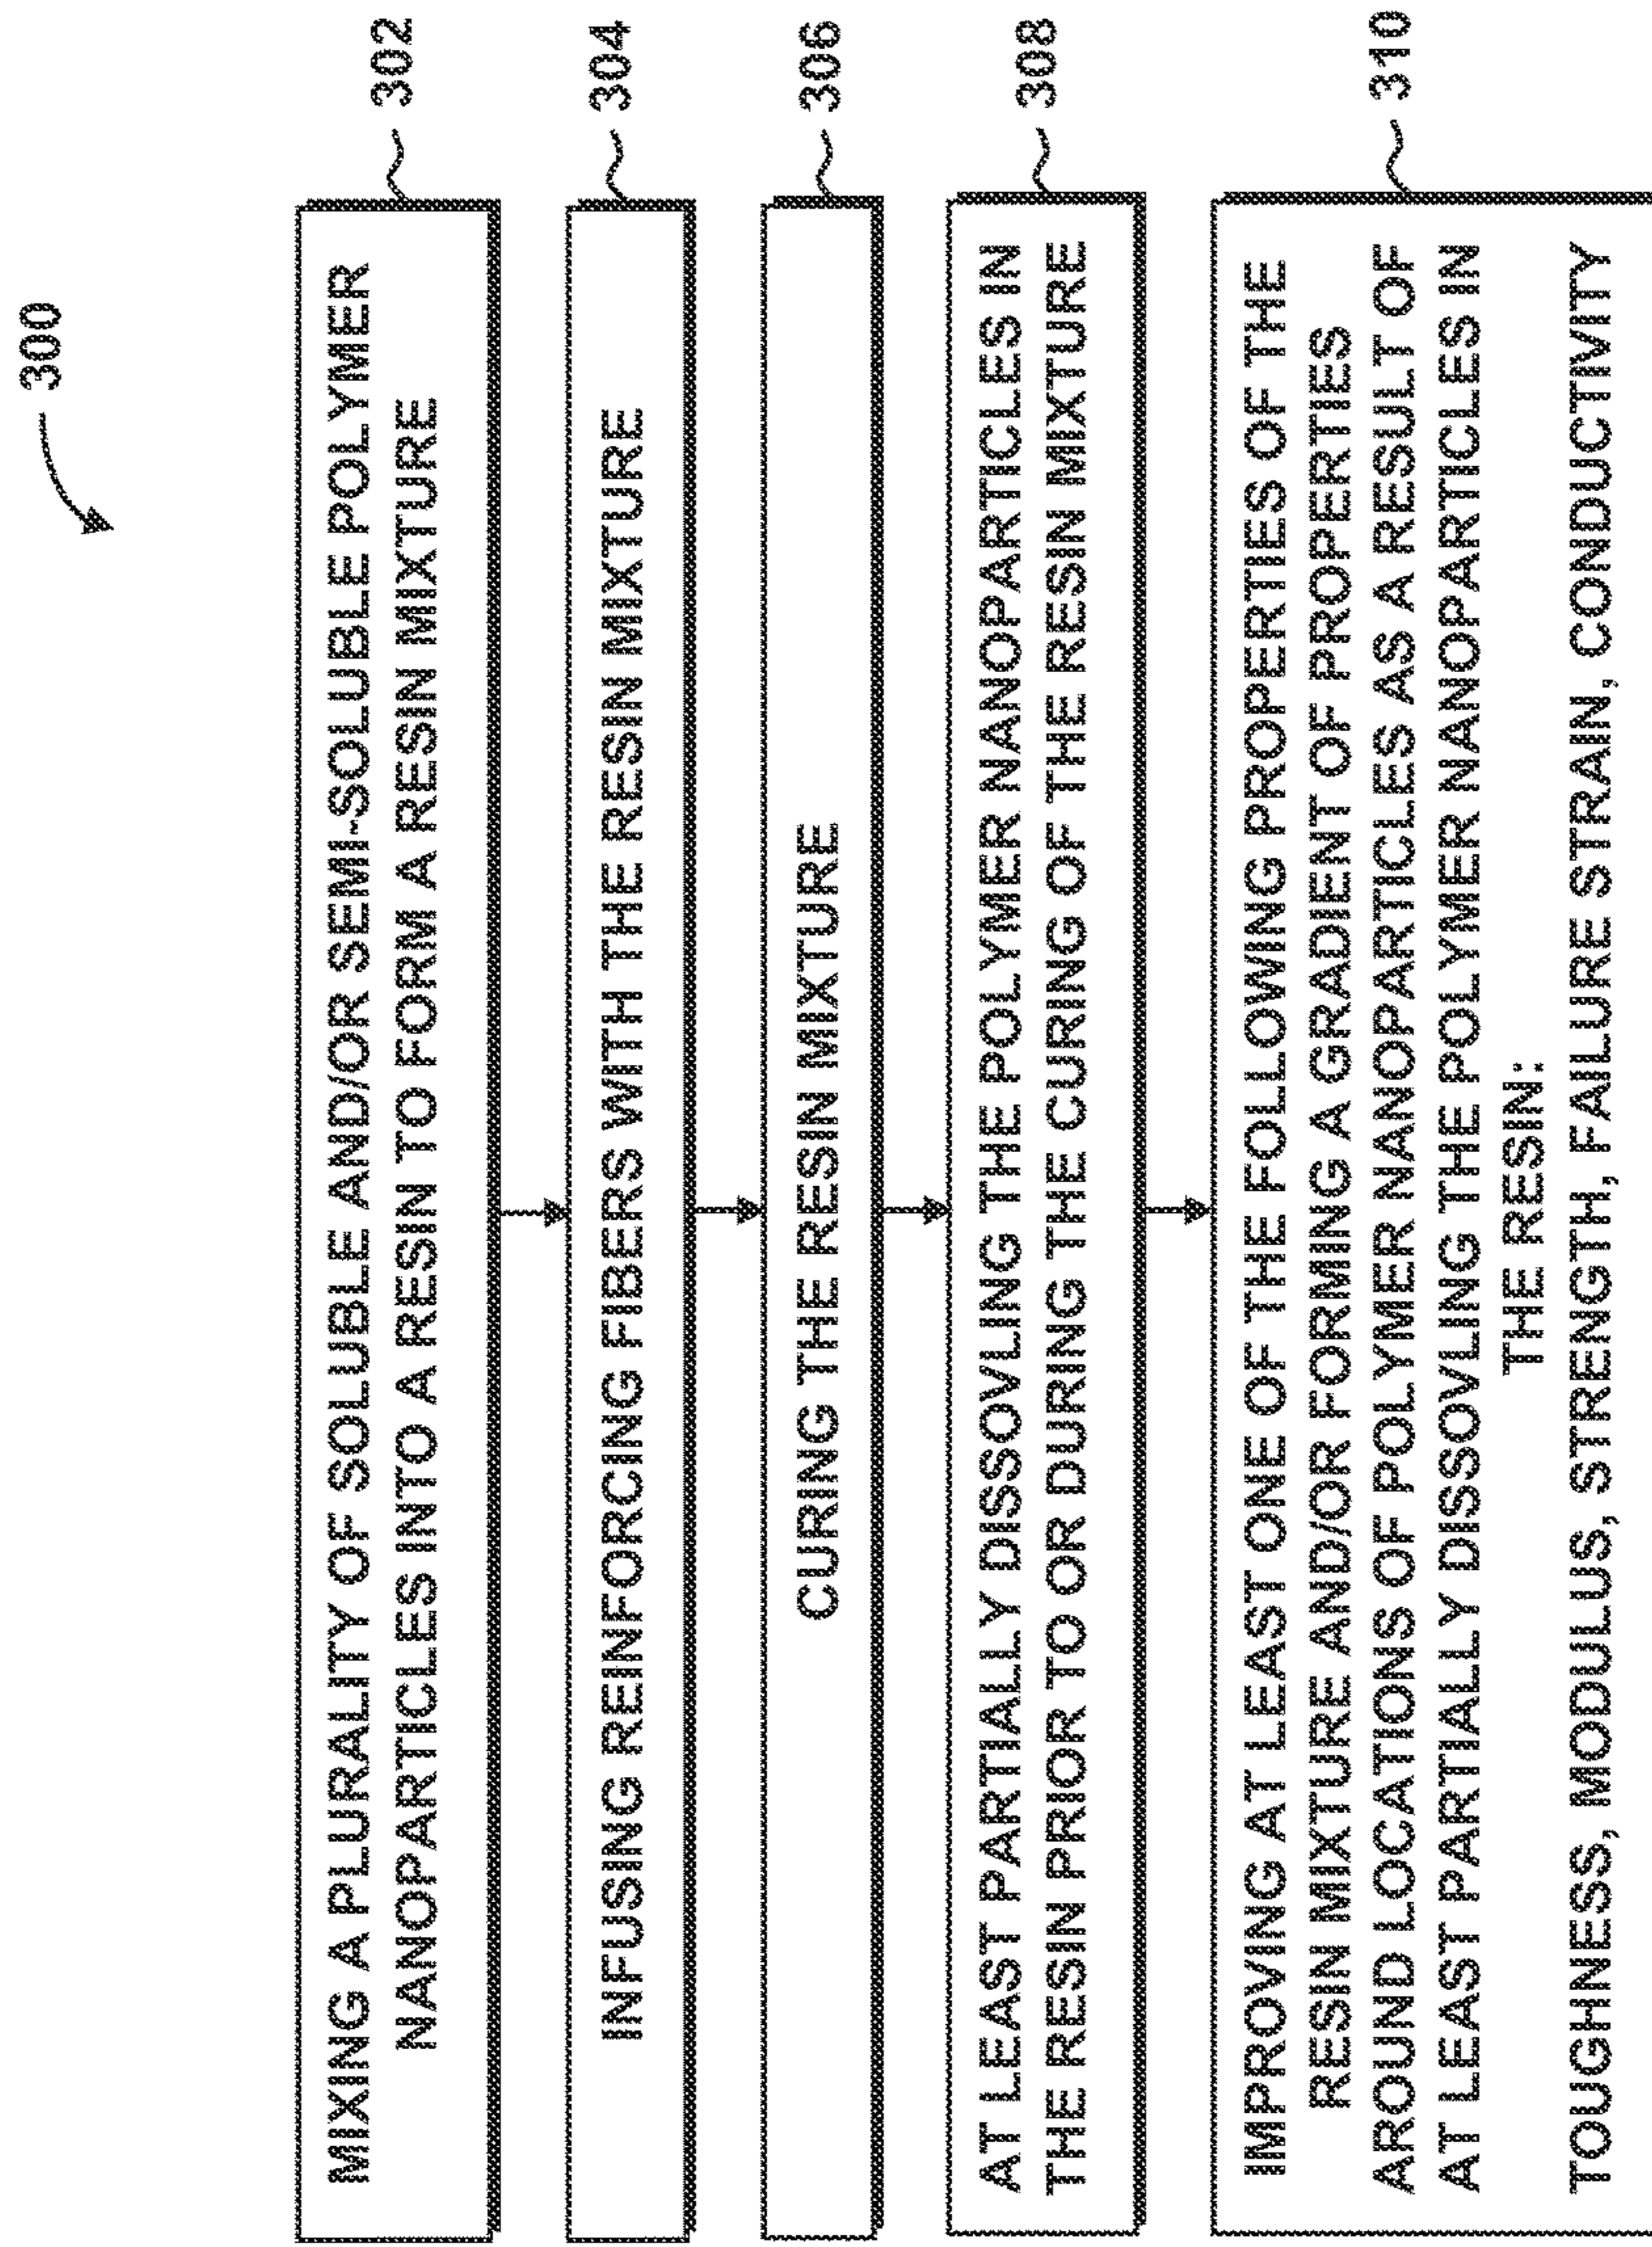 300
MIXING A PLURALITY OF SOLUBLE AND/OR SEMI-SOLUBLE POLYMER
NANOPARTICLES INTO A RESIN TO FORM A RESIN MIXTURE
302
INFUSING REINFORCING FIBERS WITH THE RESIN MIXTURE
304
CURING THE RESIN MIXTURE
306
AT LEAST PARTIALLY DISSOVLING THE POLYMER NANOPARTICLES IN
THE RESIN PRIOR TO OR DURING THE CURING OF THE RESIN MIXTURE
308
IMPROVING AT LEAST ONE OF THE FOLLOWING PROPERTIES OF THE
RESIN MIXTURE AND/OR FORMING A GRADIENT OF PROPERTIES
AROUND LOCATIONS OF POLYMER NANOPARTICLES AS A RESULT OF
AT LEAST PARTIALLY DISSOVLING THE POLYMER NANOPARTICLES IN
THE RESIN:
TOUGHNESS, MODULUS, STRENGTH, FAILURE STRAIN, CONDUCTIVITY
310